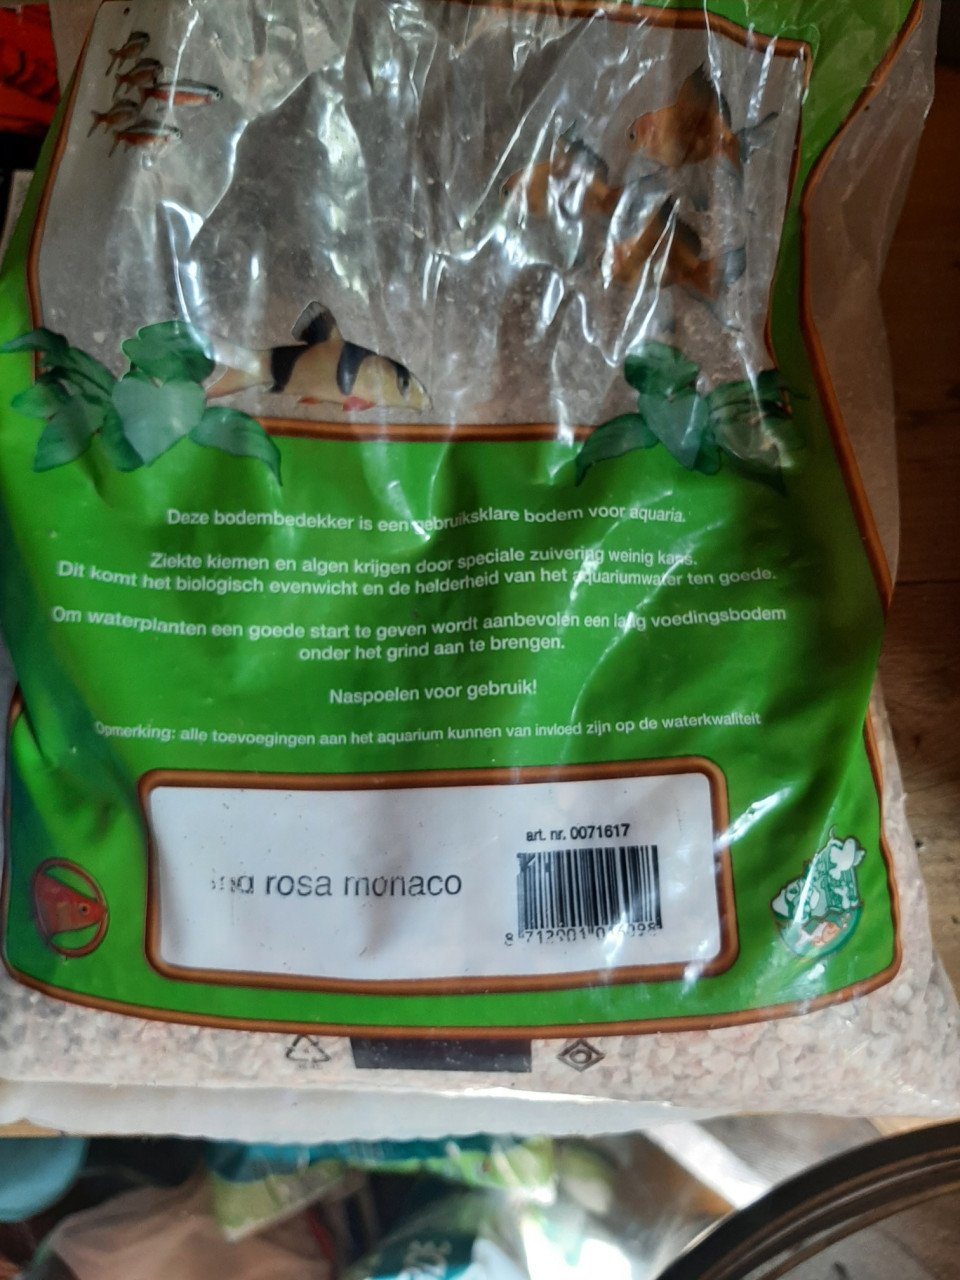 Deze bodembedekker is een gebruiksklare bodem voor aquaria.
Ziekte kiemen en algen krijgen door speciale zuivering weinig kans.
Dit komt het biologisch evenwicht en de helderheid van het aquariumwater ten goede.
Om waterplanten een goede start te geven wordt aanbevolen een laag voedingsbodem
onder het grind aan te brengen.
Naspoelen voor gebruik!
Opmerking: alle toevoegingen aan het aquarium kunnen van invloed zijn op de waterkwaliteit
art. nr. 0071617
rosa monaco